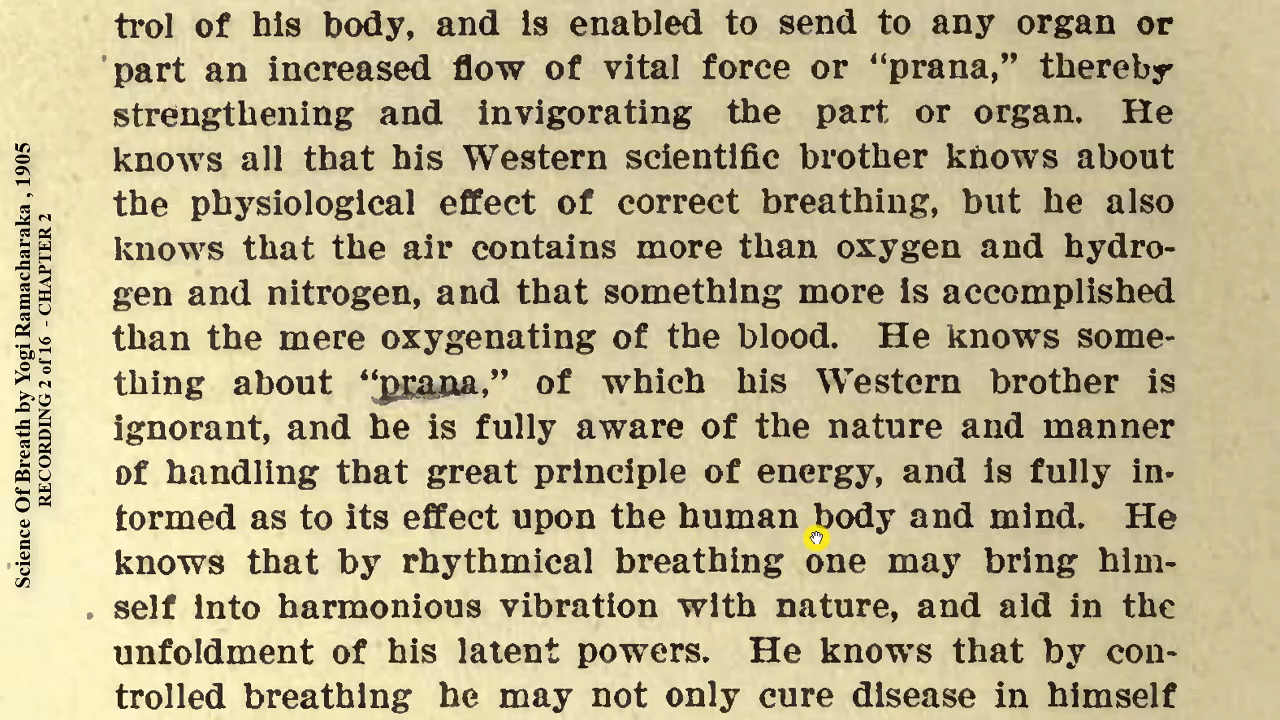 trol of his body, and is enabled to send to any organ or
part an increased flow of vital force or “prana,” thereby
strengthening and invigorating the part or organ. He
knows all that his Western scientific brother knows about
the physiological effect of correct breathing, but he also
knows that the air contains more than oxygen and hydro-
gen and nitrogen, and that something more is accomplished
than the mere oxygenating of the blood. He knows some-
thing about “prana,” of which his Western brother is
ignorant, and he is fully aware of the nature and manner
of handling that great principle of energy, and is fully in-
formed as to its effect upon the human body and mind. He
knows that by rhythmical breathing one may bring him-
self into harmonious vibration with nature, and aid in the
unfoldment of his latent powers. He knows that by con-
trolled breathing he may not only cure disease in himself
Science Of Breath by Yogi Ramacharaka , 1905
RECORDING 2 of 16 - CHAPTER 2